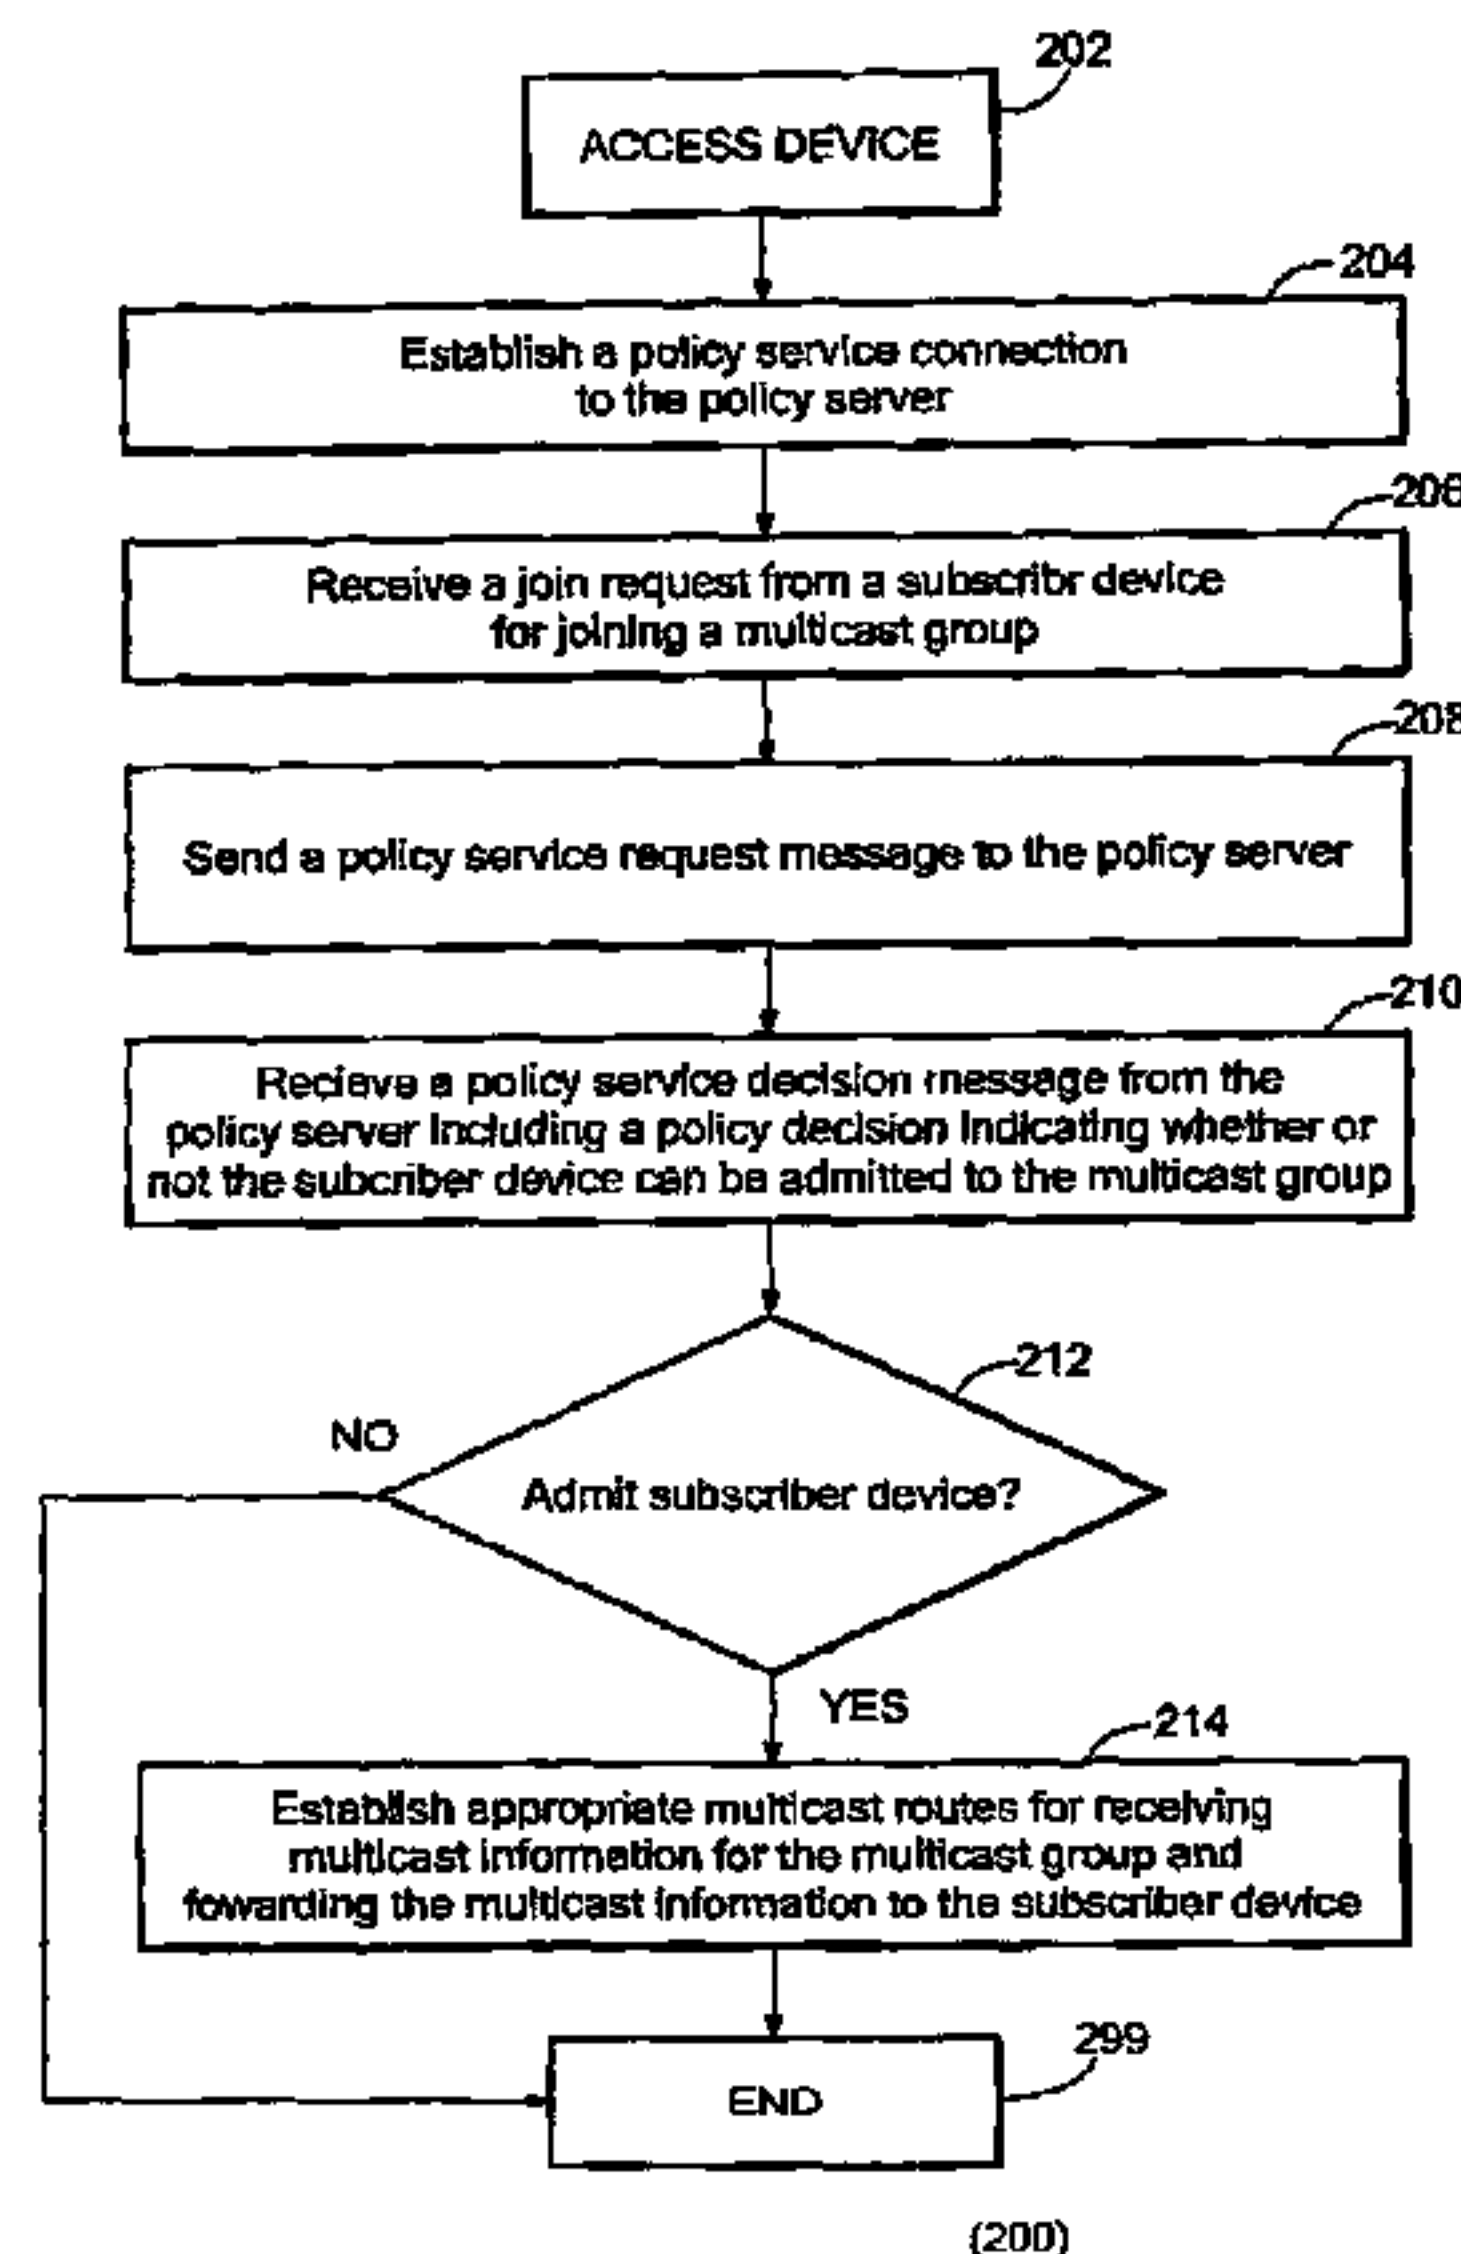 202
ACCESS DEVICE
204
Establish a policy service connection
to the policy server
206
Receive a join request from a subscribr device
for joining a multicast group
208
Send a policy service request message to the policy server
210
Recieve a policy service decision message from the
policy server including a policy decision indicating whether or
not the subcriber device can be admitted to the multicast group
212
NO
Admit subscriber device?
YES
214
Establish appropriate multicast routes for receiving
multicast information for the multicast group and
fowarding the multicast information to the subscriber device
299
END
(200)